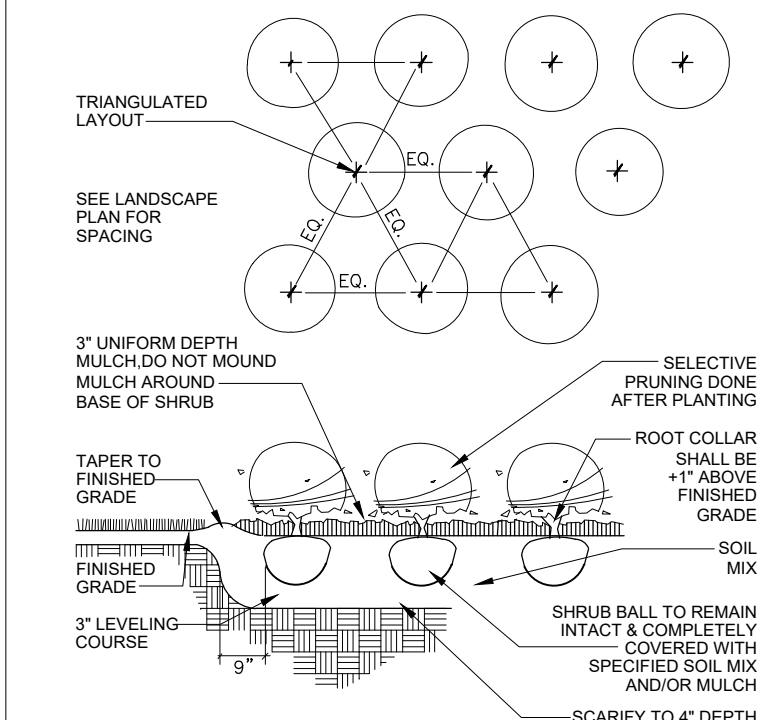 TRIANGULATED
LAYOUT
EQ.
SEE LANDSCAPE
PLAN FOR
SPACING
EQ.
EQ.
EQ.
3" UNIFORM DEPTH
MULCH,DO NOT MOUND
MULCH AROUND
BASE OF SHRUB
SELECTIVE
PRUNING DONE
AFTER PLANTING
TAPER TO
FINISHED
GRADE
ROOT COLLAR
SHALL BE
+1" ABOVE
FINISHED
GRADE
FINISHED
GRADE
SOIL
MIX
3" LEVELING
COURSE
9"
SHRUB BALL TO REMAIN
INTACT & COMPLETELY
COVERED WITH
SPECIFIED SOIL MIX
AND/OR MULCH
SCARIFY TO 4" DEPTH